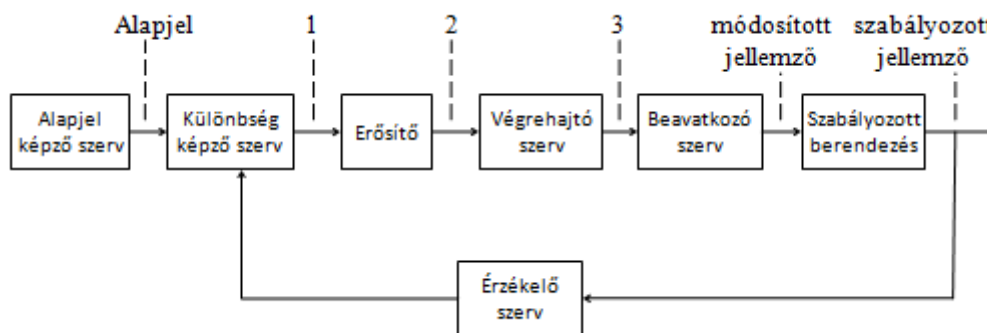 Alapjel
1
2
3
módosított
jellemző
szabályozott
jellemző
Alapjel
képző szerv
Különbség
képző szerv
Erősítő
Végrehajtó
szerv
Beavatkozó
szerv
Szabályozott
berendezés
Érzékelő
szerv